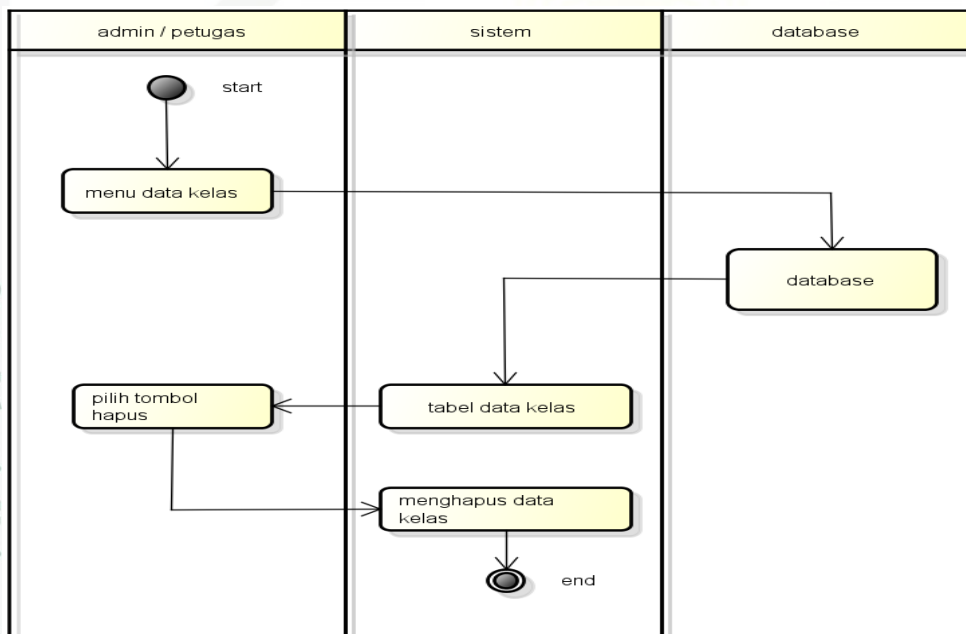 admin / petugas
sistem
database
start
menu data kelas
database
tabel data kelas
pilih tombol
hapus
menghapus data
kelas
end